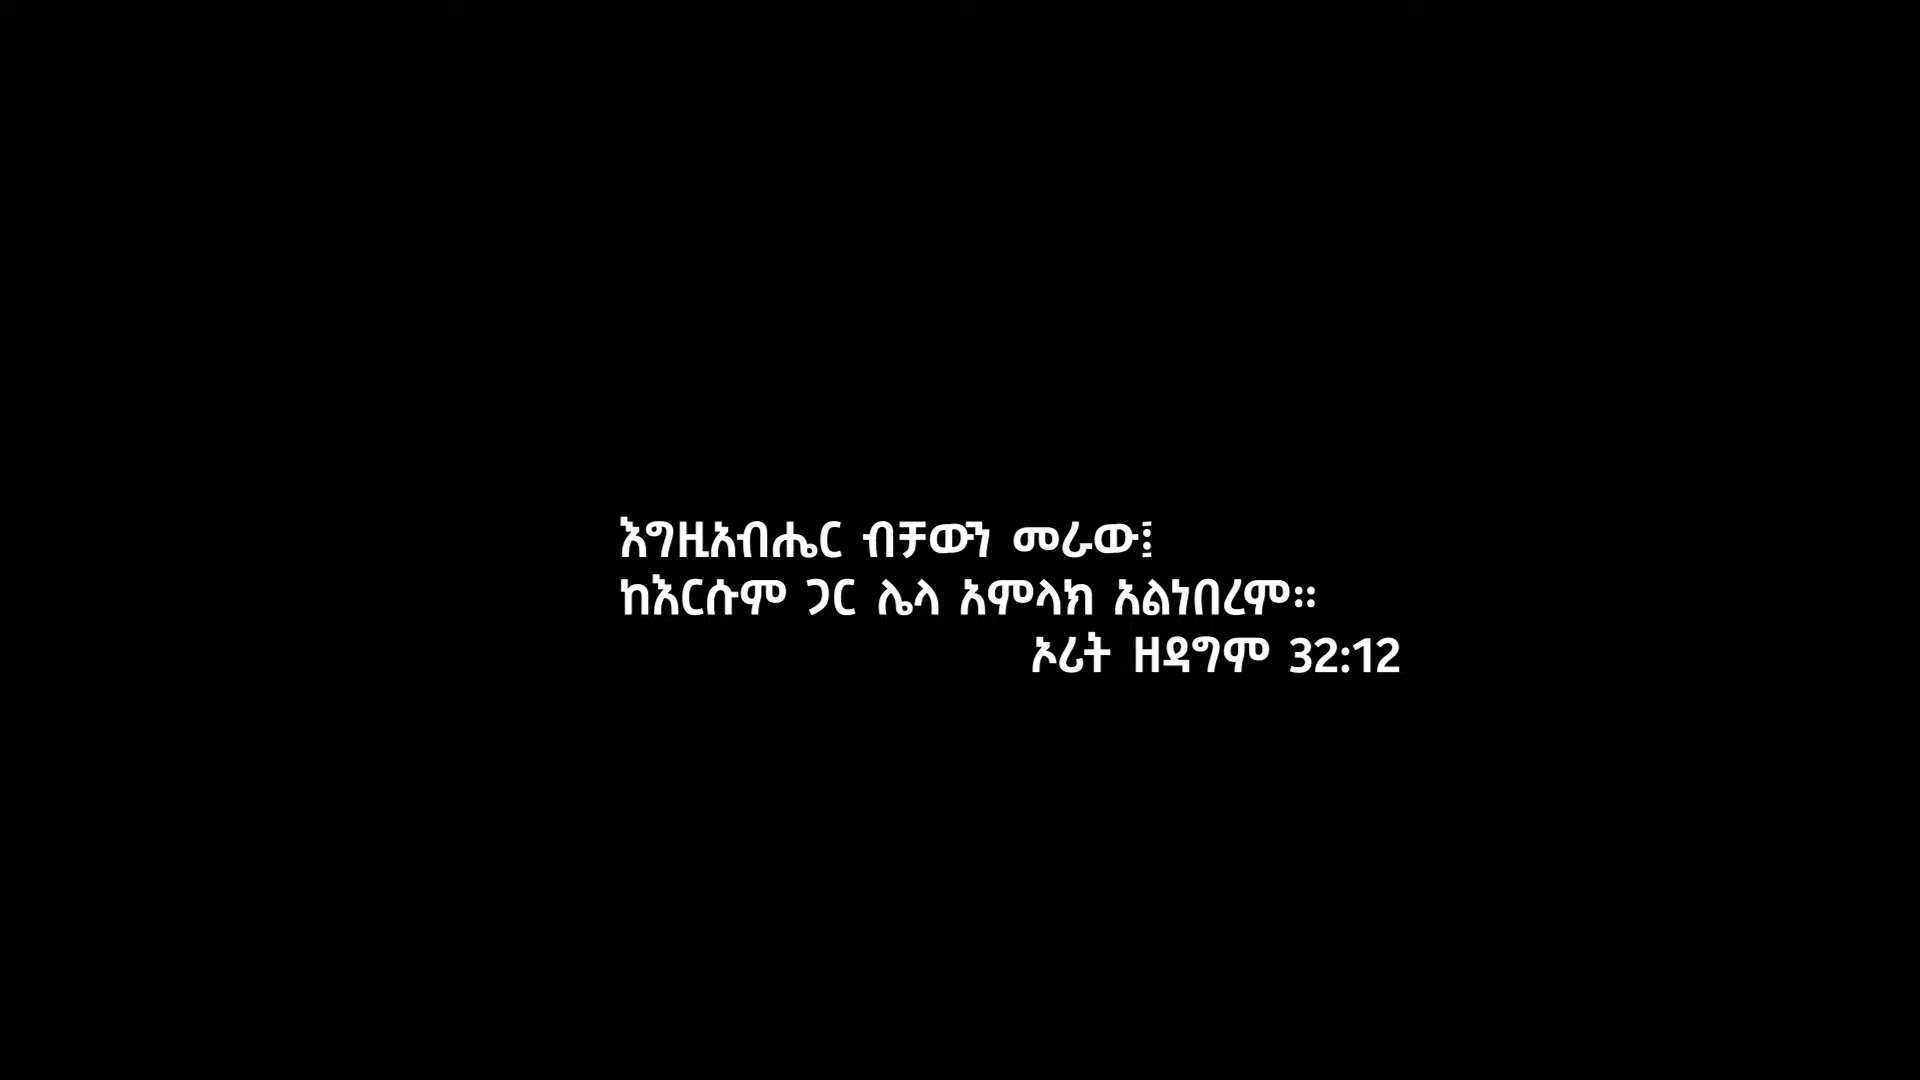 እግዚአብሔር ብቻውን መራው፤
ከእርሱም ጋር ሌላ አምላክ አልነበረም።
ኦሪት ዘዳግም 32:12